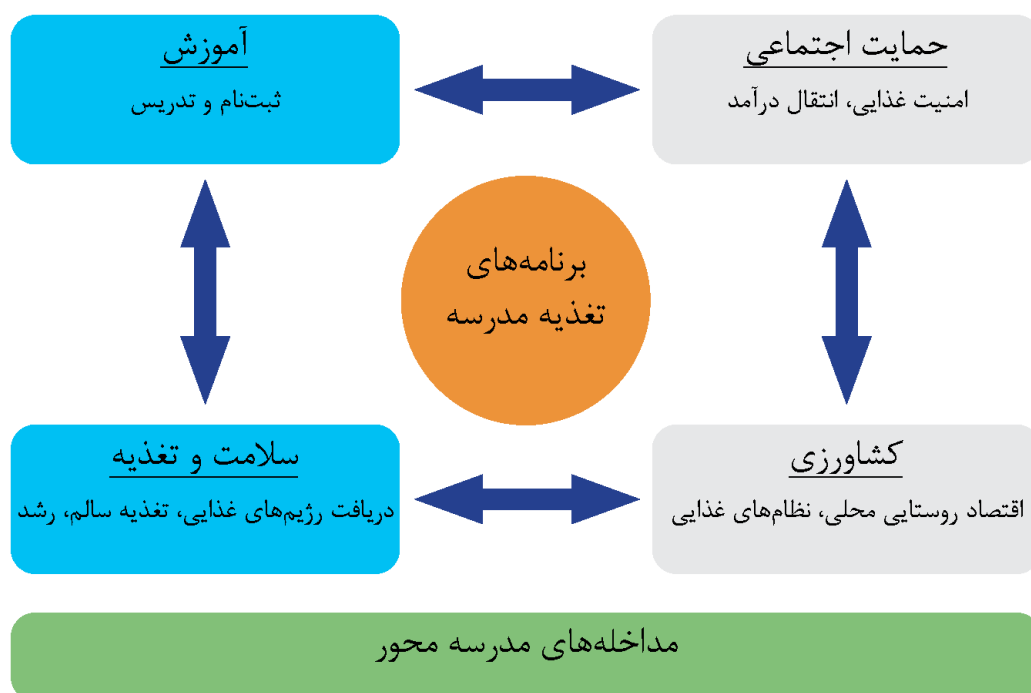 حمایت اجتماعی
امنیت غذایی، انتقال درآمد
آموزش
ثبت‌نام و تدریس
برنامه‌های
تغذیه مدرسه
کشاورزی
اقتصاد روستایی محلی، نظام‌های غذایی
سلامت و تغذیه
دریافت رژیم‌های غذایی، تغذیه سالم، رشد
مداخله‌های مدرسه محور